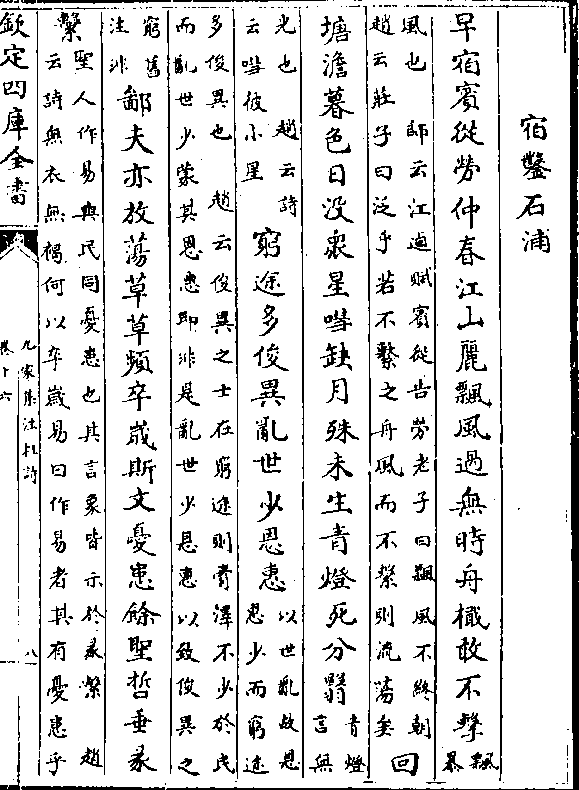 宿鑿石浦
早宿賓從勞仲春江山麗飄風過無時舟檝敢不繫飄暴
風也 師云江逌賦賓從告勞老子曰飄風不終朝
趙云莊子曰泛乎若不繫之舟風而不繫則流蕩矣
回
塘澹暮色日没衆星嘒缺月殊未生青燈死分翳青燈言無
光也 趙云詩
云嘒彼小星
窮途多俊異亂世少恩惠以世亂故恩惠少而窮途
多俊異也 趙云俊異之士在窮途則膏澤不少於民
而亂世少蒙其恩惠即非是亂世少恩惠以致俊異之
窮舊
注非
鄙夫亦放蕩草草頻卒歲斯文憂患餘聖哲垂彖
繫聖人作易與民同憂患也其言象皆示於彖繫 趙
云詩無衣無褐何以卒歲易曰作易者其有憂患乎
欽定四庫全書
九家集注杜詩
卷十六
八